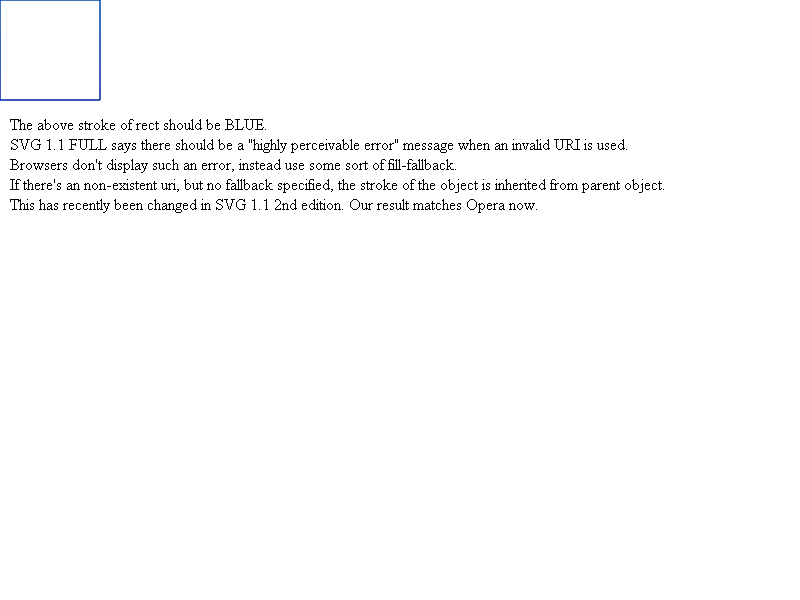 The above stroke of rect should be BLUE.
SVG 1.1 FULL says there should be a "highly perceivable error" message when an invalid URI is used.
Browsers don't display such an error, instead use some sort of fill-fallback.
If there's an non-existent uri, but no fallback specified, the stroke of the object is inherited from parent object.
This has recently been changed in SVG 1.1 2nd edition. Our result matches Opera now.